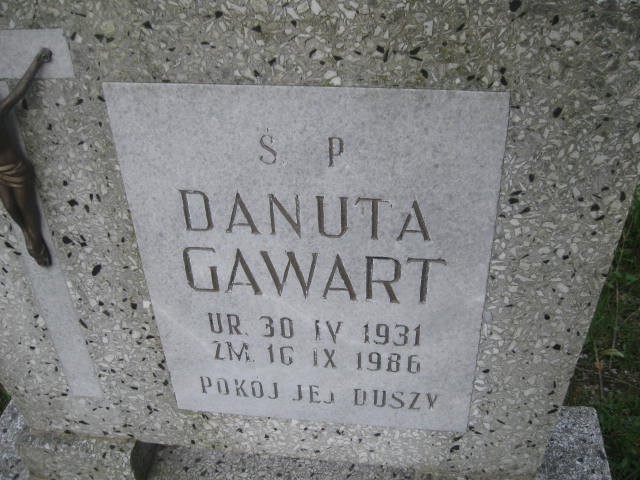 Ś P
DANUTA
GAWART
UR. 30 IV 1931
ZM. 16 IX 1986
POKÓJ JEJ DUSZY